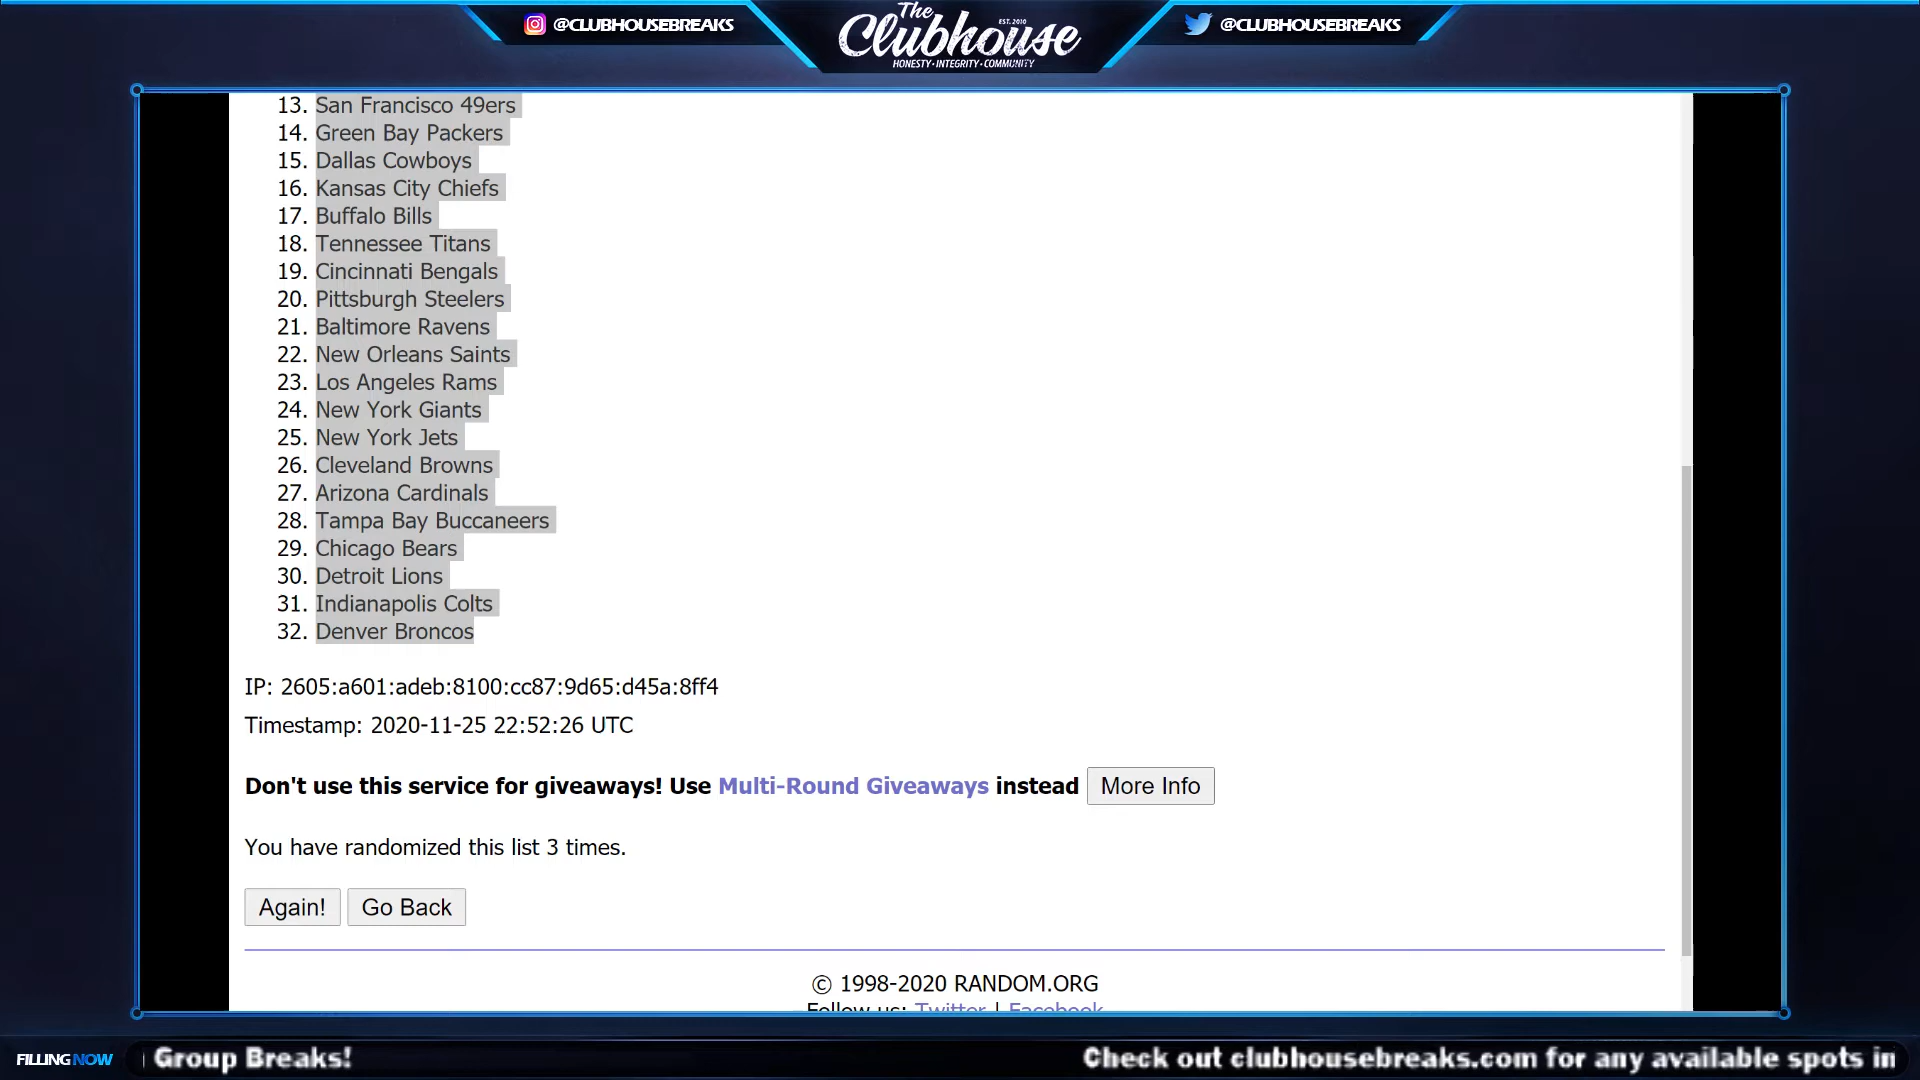 @CLUBHOUSEBREAKS
The
Clubhouse
EST. 2010
HONESTY • INTEGRITY • COMMUNITY
@CLUBHOUSEBREAKS
13. San Francisco 49ers
14. Green Bay Packers
15. Dallas Cowboys
16. Kansas City Chiefs
17. Buffalo Bills
18. Tennessee Titans
19. Cincinnati Bengals
20. Pittsburgh Steelers
21. Baltimore Ravens
22. New Orleans Saints
23. Los Angeles Rams
24. New York Giants
25. New York Jets
26. Cleveland Browns
27. Arizona Cardinals
28. Tampa Bay Buccaneers
29. Chicago Bears
30. Detroit Lions
31. Indianapolis Colts
32. Denver Broncos
IP: 2605:a601:adeb:8100:cc87:9d65:d45a:8ff4
Timestamp: 2020-11-25 22:52:26 UTC
Don't use this service for giveaways! Use Multi-Round Giveaways instead More Info
You have randomized this list 3 times.
Again! Go Back
© 1998-2020 RANDOM.ORG
Follow us: Twitter | Facebook
FILLING NOW Group Breaks! Check out clubhousebreaks.com for any available spots in